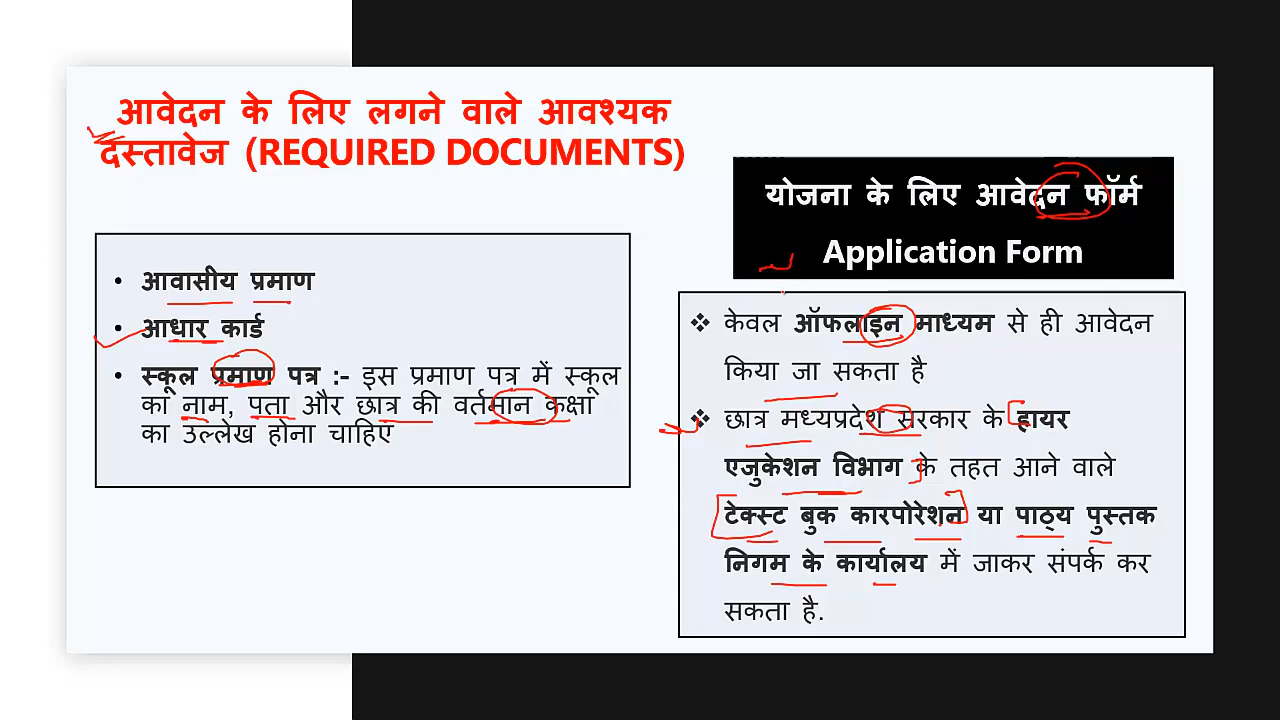 आवेदन के लिए लगने वाले आवश्यक
दस्तावेज (REQUIRED DOCUMENTS)
• आवासीय प्रमाण
• आधार कार्ड
• स्कूल प्रमाण पत्र :- इस प्रमाण पत्र में स्कूल
का नाम, पता और छात्र की वर्तमान कक्षा
का उल्लेख होना चाहिए
योजना के लिए आवेदन फॉर्म
Application Form
❖ केवल ऑफलाइन माध्यम से ही आवेदन
किया जा सकता है
❖ छात्र मध्यप्रदेश सरकार के हायर
एजुकेशन विभाग के तहत आने वाले
टेक्स्ट बुक कारपोरेशन या पाठ्य पुस्तक
निगम के कार्यालय में जाकर संपर्क कर
सकता है.